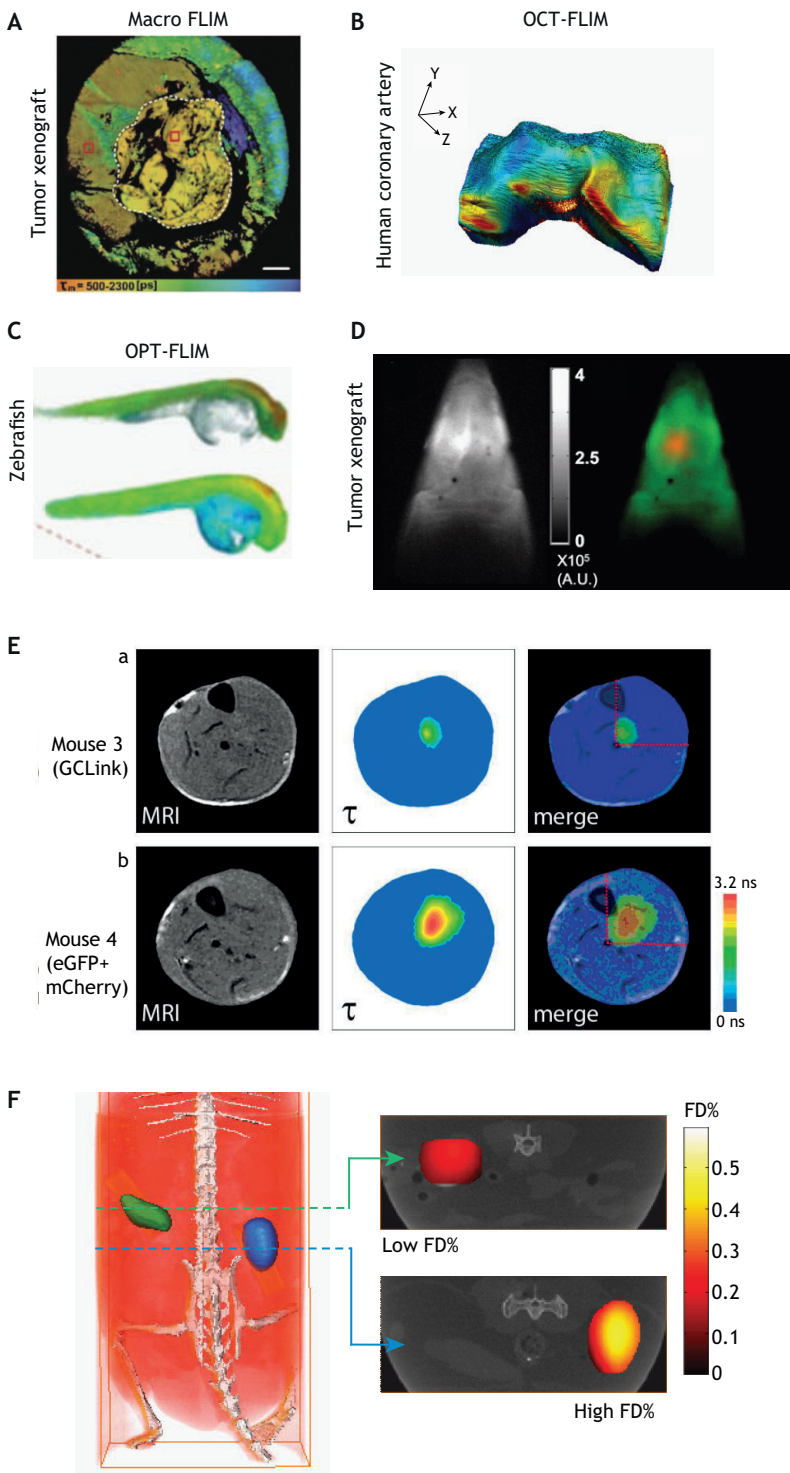 A
Macro FLIM
Tumor xenograft
τm = 500-2300 [ps]
B
OCT-FLIM
Human coronary artery
Y
X
Z
C
OPT-FLIM
Zebrafish
D
Tumor xenograft
4
2.5
0
X10⁵
(A.U.)
E
a
Mouse 3
(GCLink)
MRI
τ
merge
b
Mouse 4
(eGFP+
mCherry)
MRI
τ
merge
3.2 ns
0 ns
F
Low FD%
High FD%
FD%
0.5
0.4
0.3
0.2
0.1
0